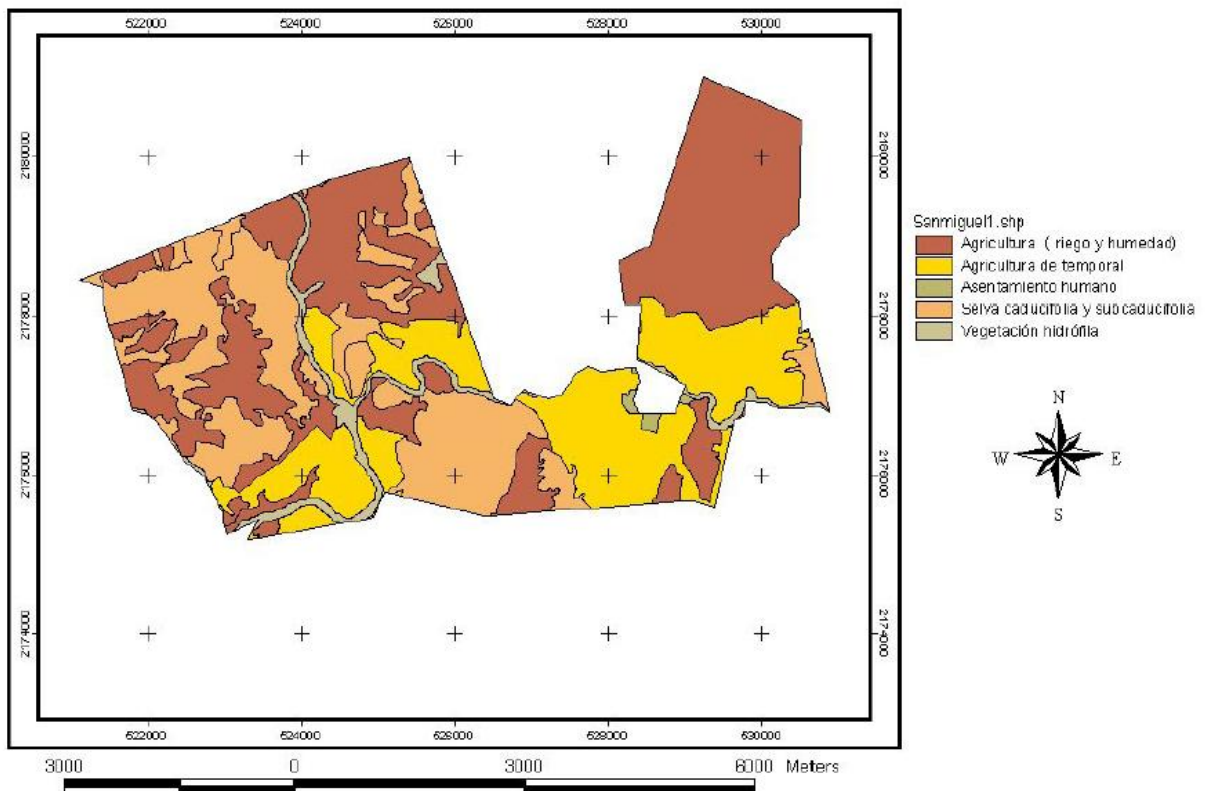 522000 524000 526000 528000 530000
2180000 2180000
2178000 2178000
2176000 2176000
2174000 2174000
522000 524000 526000 528000 530000
3000 0 3000 6000 Meters
Sanmiguel1.shp
Agricultura ( riego y humedad)
Agricultura de temporal
Asentamiento humano
Selva caducifolia y subcaducifolia
Vegetación hidrófila
N
W E
S